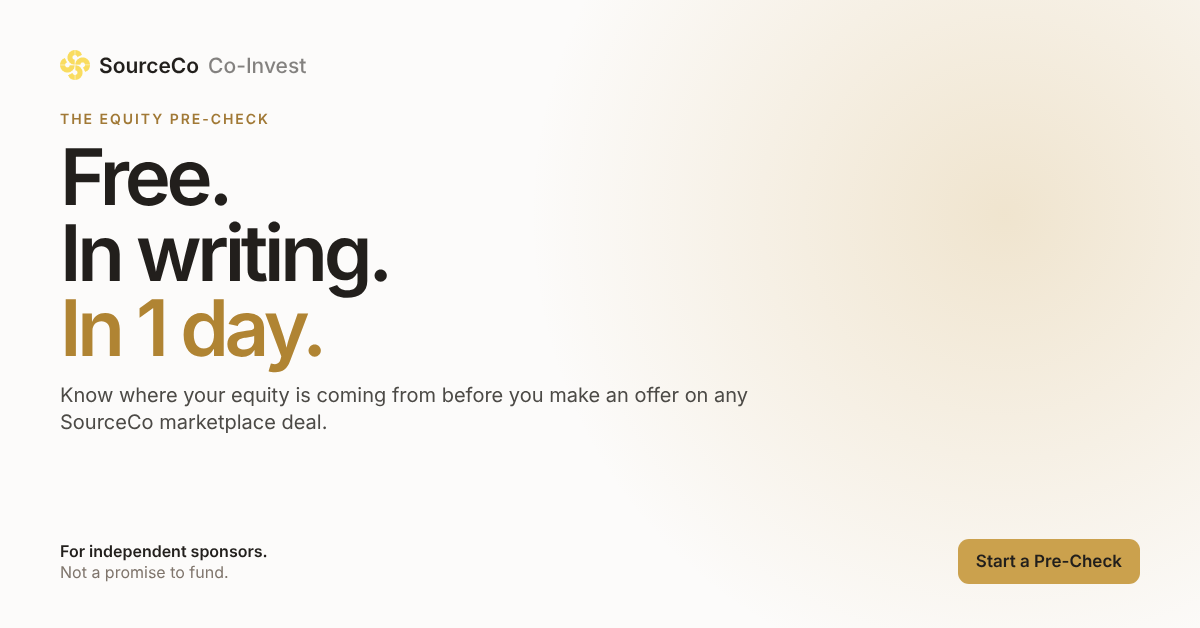 SourceCo Co-Invest
THE EQUITY PRE-CHECK
Free.
In writing.
In 1 day.
Know where your equity is coming from before you make an offer on any
SourceCo marketplace deal.
For independent sponsors.
Not a promise to fund.
Start a Pre-Check